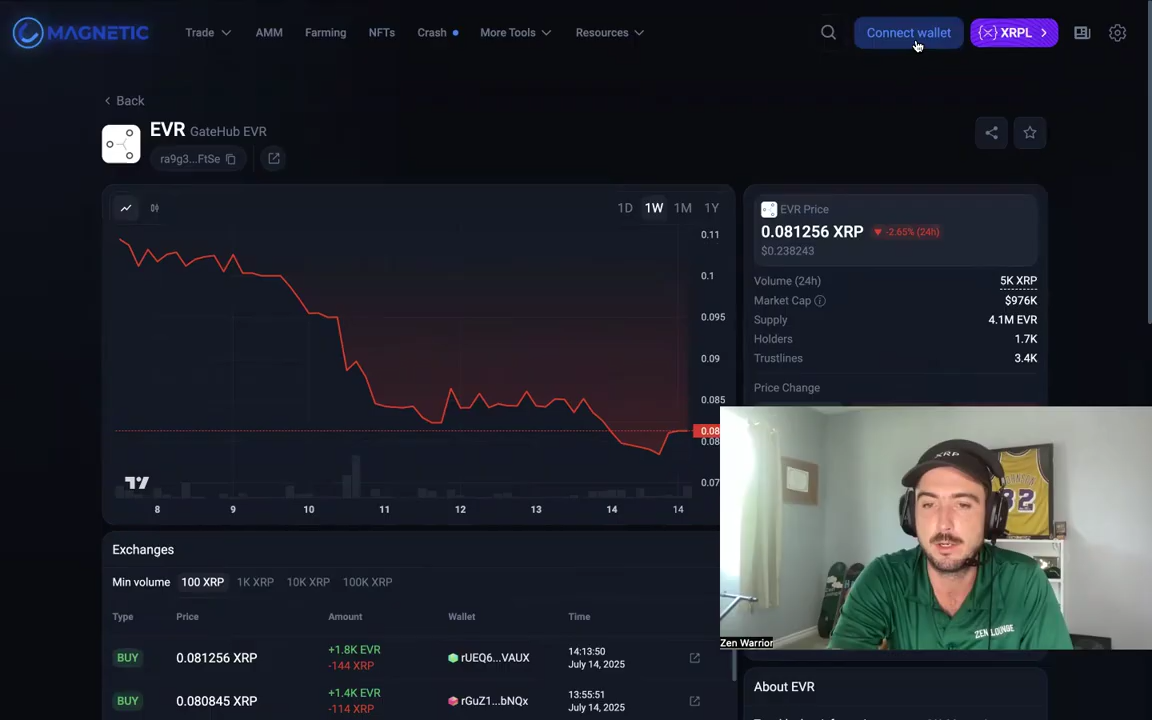 MAGNETIC
Trade
AMM
Farming
NFTs
Crash
More Tools
Resources
Connect wallet
XRPL
Back
EVR GateHub EVR
ra9g3...FtSe
1D 1W 1M 1Y
0.11
0.1
0.095
0.09
0.085
0.08
0.08
0.07
8 9 10 11 12 13 14 14
EVR Price
0.081256 XRP
-2.65% (24h)
$0.238243
Volume (24h) 5K XRP
Market Cap $976K
Supply 4.1M EVR
Holders 1.7K
Trustlines 3.4K
Price Change
Exchanges
Min volume 100 XRP 1K XRP 10K XRP 100K XRP
Type Price Amount Wallet Time
BUY 0.081256 XRP +1.8K EVR -144 XRP rUEQ6...VAUX 14:13:50 July 14, 2025
BUY 0.080845 XRP +1.4K EVR -114 XRP rGuZ1...bNQx 13:55:51 July 14, 2025
XRP
32
ZEN LOUNGE
Zen Warrior
About EVR